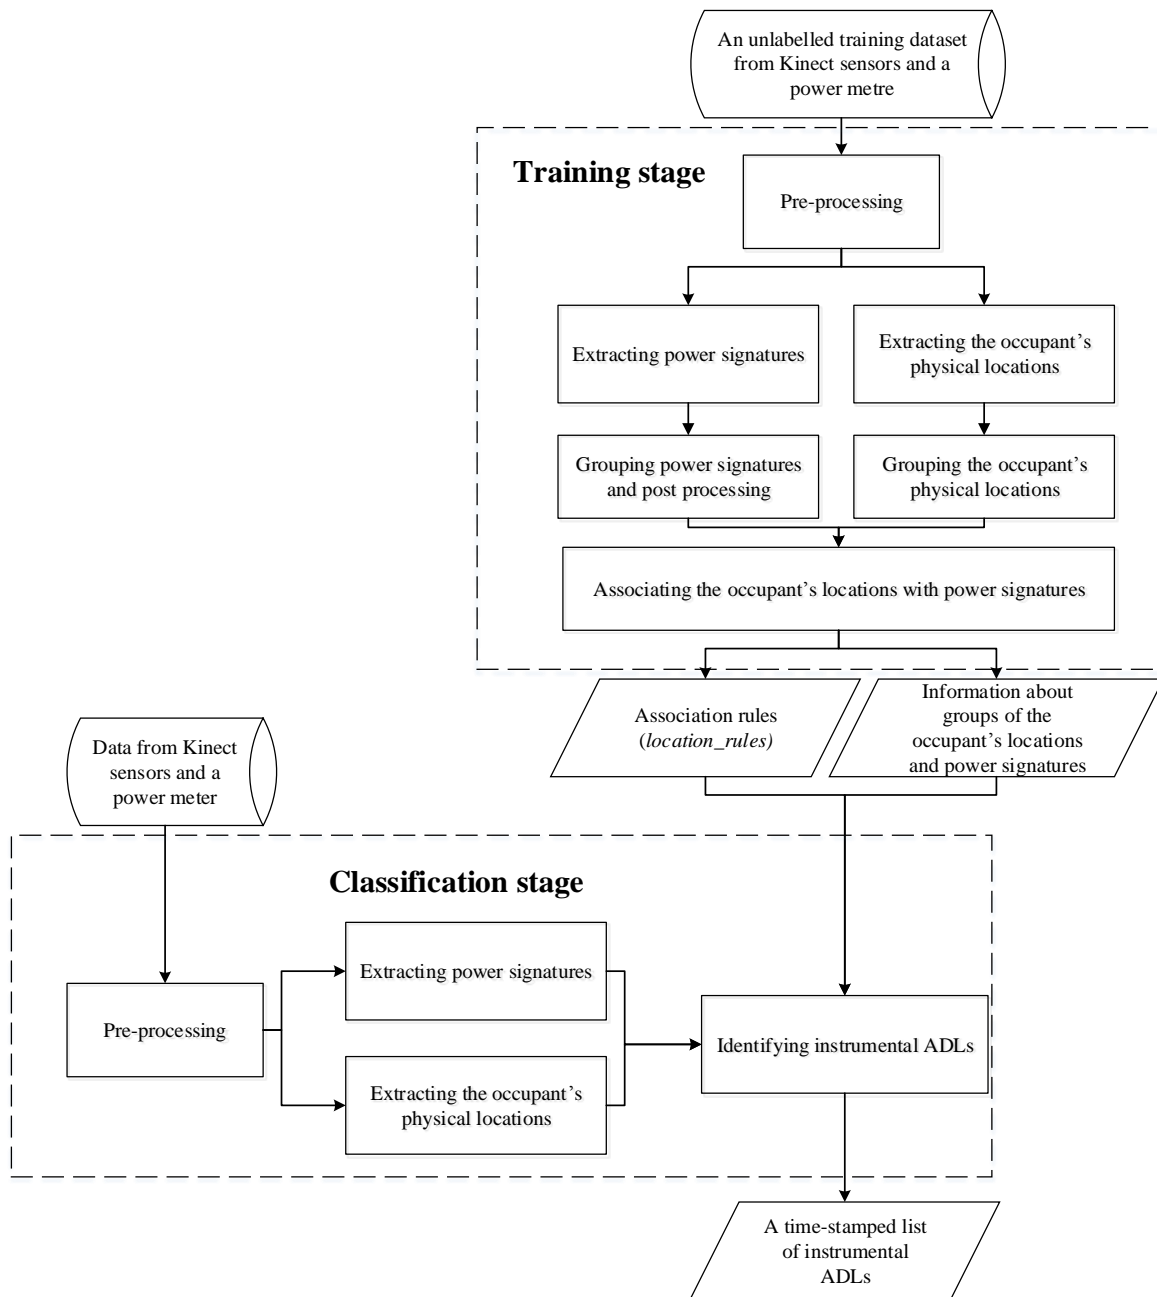 An unlabelled training dataset
from Kinect sensors and a
power metre
Training stage
Pre-processing
Extracting power signatures
Extracting the occupant's
physical locations
Grouping power signatures
and post processing
Grouping the occupant's
physical locations
Associating the occupant's locations with power signatures
Association rules
(location_rules)
Information about
groups of the
occupant's locations
and power signatures
Data from Kinect
sensors and a
power meter
Classification stage
Pre-processing
Extracting power signatures
Extracting the occupant's
physical locations
Identifying instrumental ADLs
A time-stamped list
of instrumental
ADLs